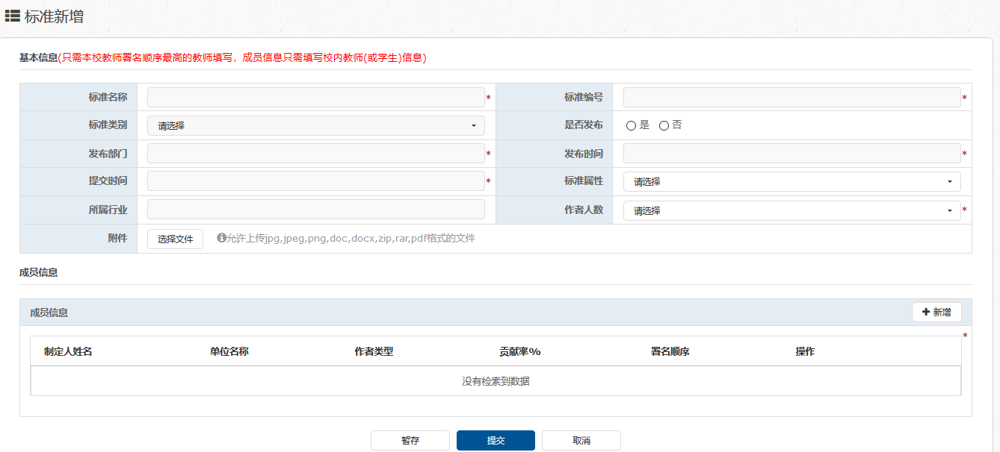 标准新增
基本信息(只需本校教师署名顺序最高的教师填写，成员信息只需填写校内教师(或学生)信息)
标准名称 * 标准编号 *
标准类别 请选择 是否发布 是 否
发布部门 * 发布时间 *
提交时间 * 标准属性 请选择
所属行业 作者人数 请选择 *
附件 选择文件 允许上传jpg,jpeg,png,doc,docx,zip,rar,pdf格式的文件
成员信息
成员信息 新增
*
制定人姓名 单位名称 作者类型 贡献率% 署名顺序 操作
没有检索到数据
暂存 提交 取消